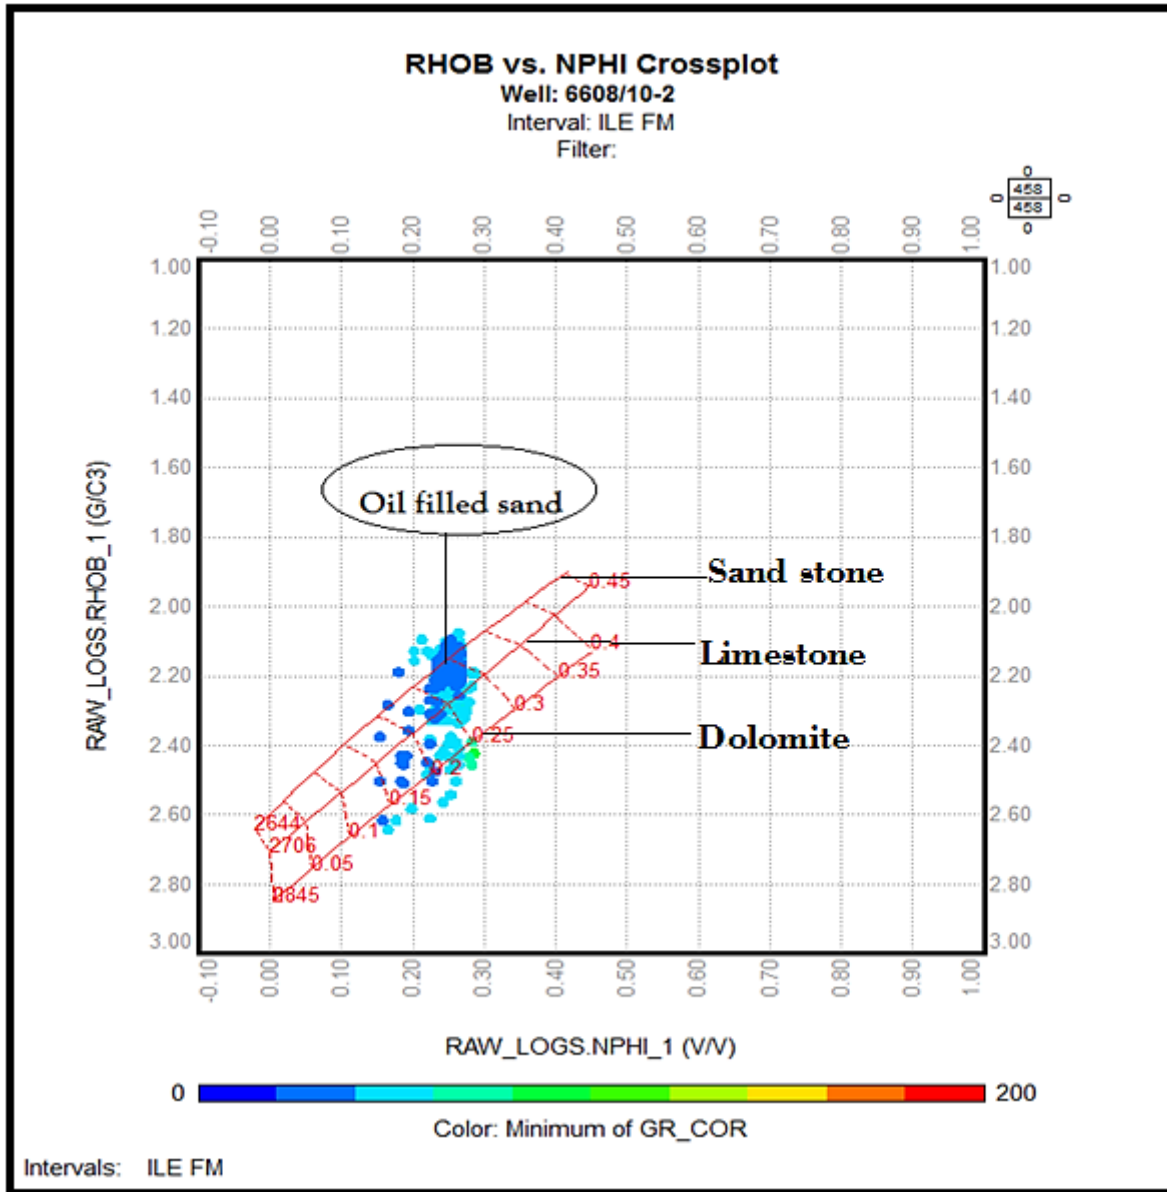 RHOB vs. NPHI Crossplot
Well: 6608/10-2
Interval: ILE FM
Filter:
0
0 458 0
458
0
-0.10 0.00 0.10 0.20 0.30 0.40 0.50 0.60 0.70 0.80 0.90 1.00
1.00 1.00
1.20 1.20
1.40 1.40
1.60 1.60
Oil filled sand
1.80 1.80
Sand stone
0.45
2.00 2.00
0.4
Limestone
0.35
2.20 2.20
0.3
0.25
Dolomite
2.40 2.40
0.2
0.15
2.60 2.60
2644
0.1
2706
0.05
2.80 2.80
2845
3.00 3.00
RAW_LOGS.RHOB_1 (G/C3)
-0.10 0.00 0.10 0.20 0.30 0.40 0.50 0.60 0.70 0.80 0.90 1.00
RAW_LOGS.NPHI_1 (V/V)
0 200
Color: Minimum of GR_COR
Intervals: ILE FM